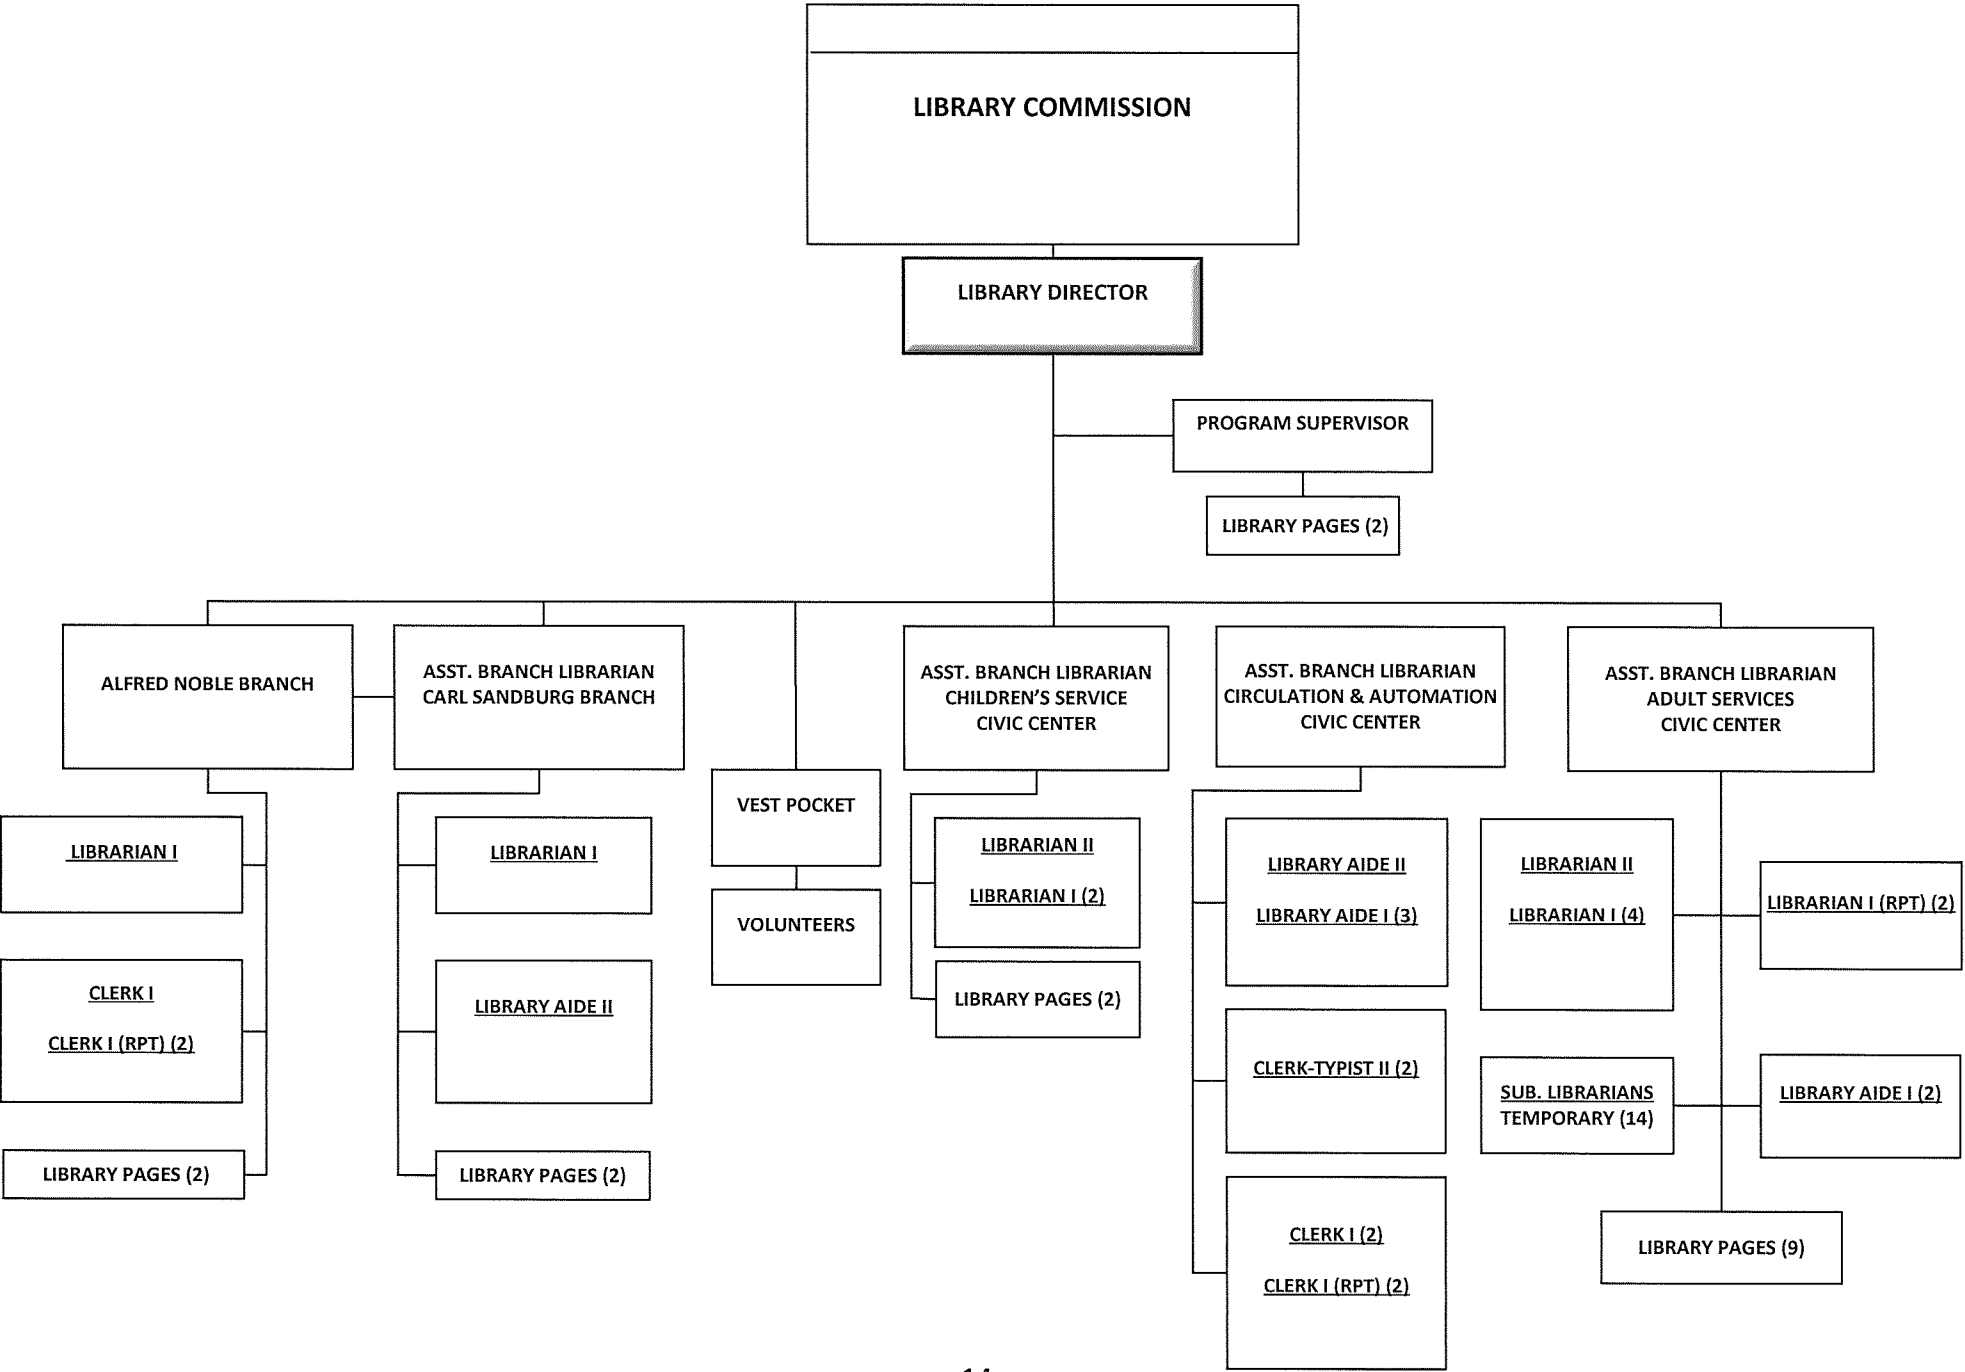 LIBRARY COMMISSION
LIBRARY DIRECTOR
PROGRAM SUPERVISOR
LIBRARY PAGES (2)
ALFRED NOBLE BRANCH
ASST. BRANCH LIBRARIAN
CARL SANDBURG BRANCH
VEST POCKET
VOLUNTEERS
ASST. BRANCH LIBRARIAN
CHILDREN'S SERVICE
CIVIC CENTER
ASST. BRANCH LIBRARIAN
CIRCULATION & AUTOMATION
CIVIC CENTER
ASST. BRANCH LIBRARIAN
ADULT SERVICES
CIVIC CENTER
LIBRARIAN I
CLERK I
CLERK I (RPT) (2)
LIBRARY PAGES (2)
LIBRARIAN I
LIBRARY AIDE II
LIBRARY PAGES (2)
LIBRARIAN II
LIBRARIAN I (2)
LIBRARY PAGES (2)
LIBRARY AIDE II
LIBRARY AIDE I (3)
CLERK-TYPIST II (2)
CLERK I (2)
CLERK I (RPT) (2)
LIBRARIAN II
LIBRARIAN I (4)
LIBRARIAN I (RPT) (2)
SUB. LIBRARIANS
TEMPORARY (14)
LIBRARY AIDE I (2)
LIBRARY PAGES (9)